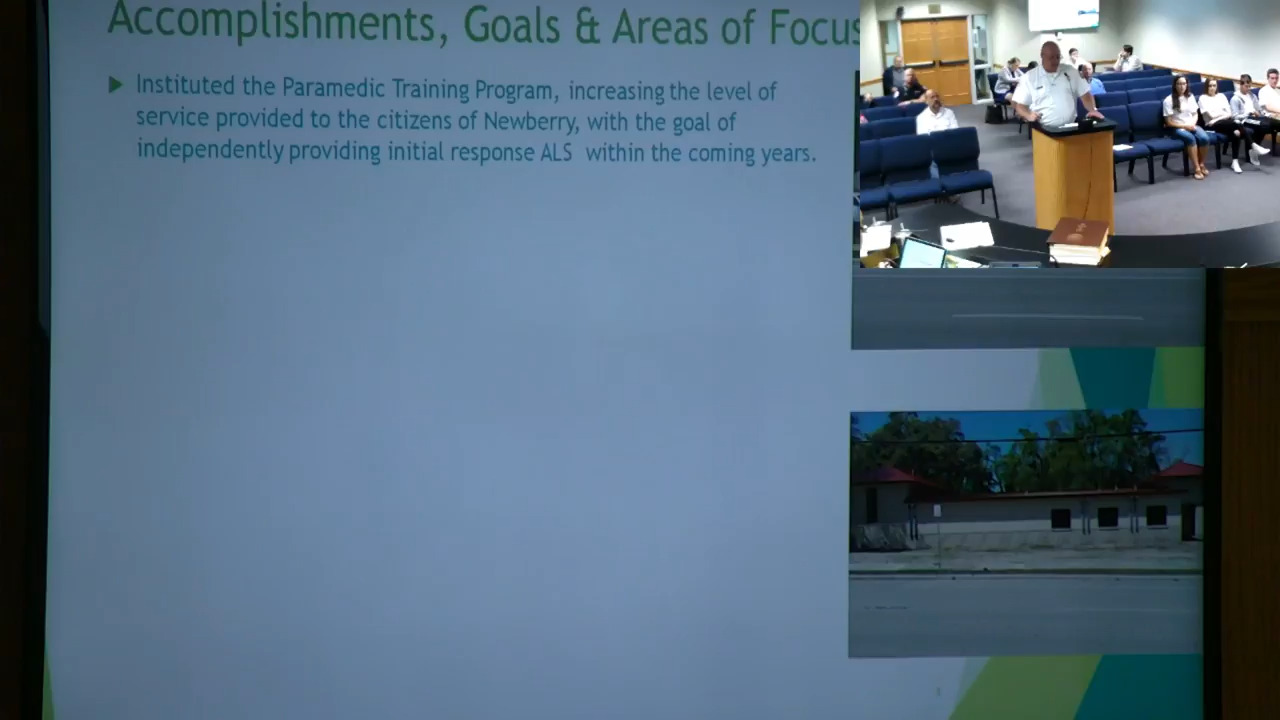 Accomplishments, Goals & Areas of Focus
Instituted the Paramedic Training Program, increasing the level of
service provided to the citizens of Newberry, with the goal of
independently providing initial response ALS within the coming years.